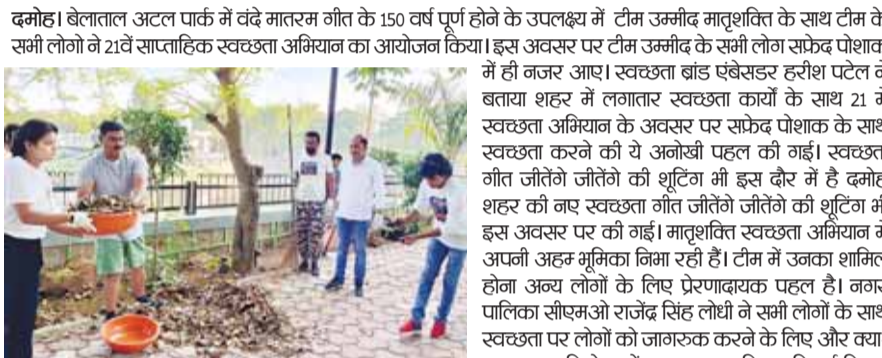 दमोह। बेलाताल अटल पार्क में वंदे मातरम गीत के 150 वर्ष पूर्ण होने के उपलक्ष्य में टीम उम्मीद मातृशक्ति के साथ टीम के
सभी लोगो ने 21वें साप्ताहिक स्वच्छता अभियान का आयोजन किया। इस अवसर पर टीम उम्मीद के सभी लोग सफेद पोशाक
में ही नजर आए। स्वच्छता ब्रांड एंबेसडर हरीश पटेल ने
बताया शहर में लगातार स्वच्छता कार्यों के साथ 21 में
स्वच्छता अभियान के अवसर पर सफ़ेद पोशाक के साथ
स्वच्छता करने की ये अनोखी पहल की गई। स्वच्छता
गीत जीतेंगे जीतेंगे की शूटिंग भी इस दौर में है दमोह
शहर की नए स्वच्छता गीत जीतेंगे जीतेंगे की शूटिंग भी
इस अवसर पर की गई। मातृशक्ति स्वच्छता अभियान में
अपनी अहम भूमिका निभा रही हैं। टीम में उनका शामिल
होना अन्य लोगों के लिए प्रेरणादायक पहल है। नगर
पालिका सीएमओ राजेंद्र सिंह लोधी ने सभी लोगों के साथ
स्वच्छता पर लोगों को जागरुक करने के लिए और क्या